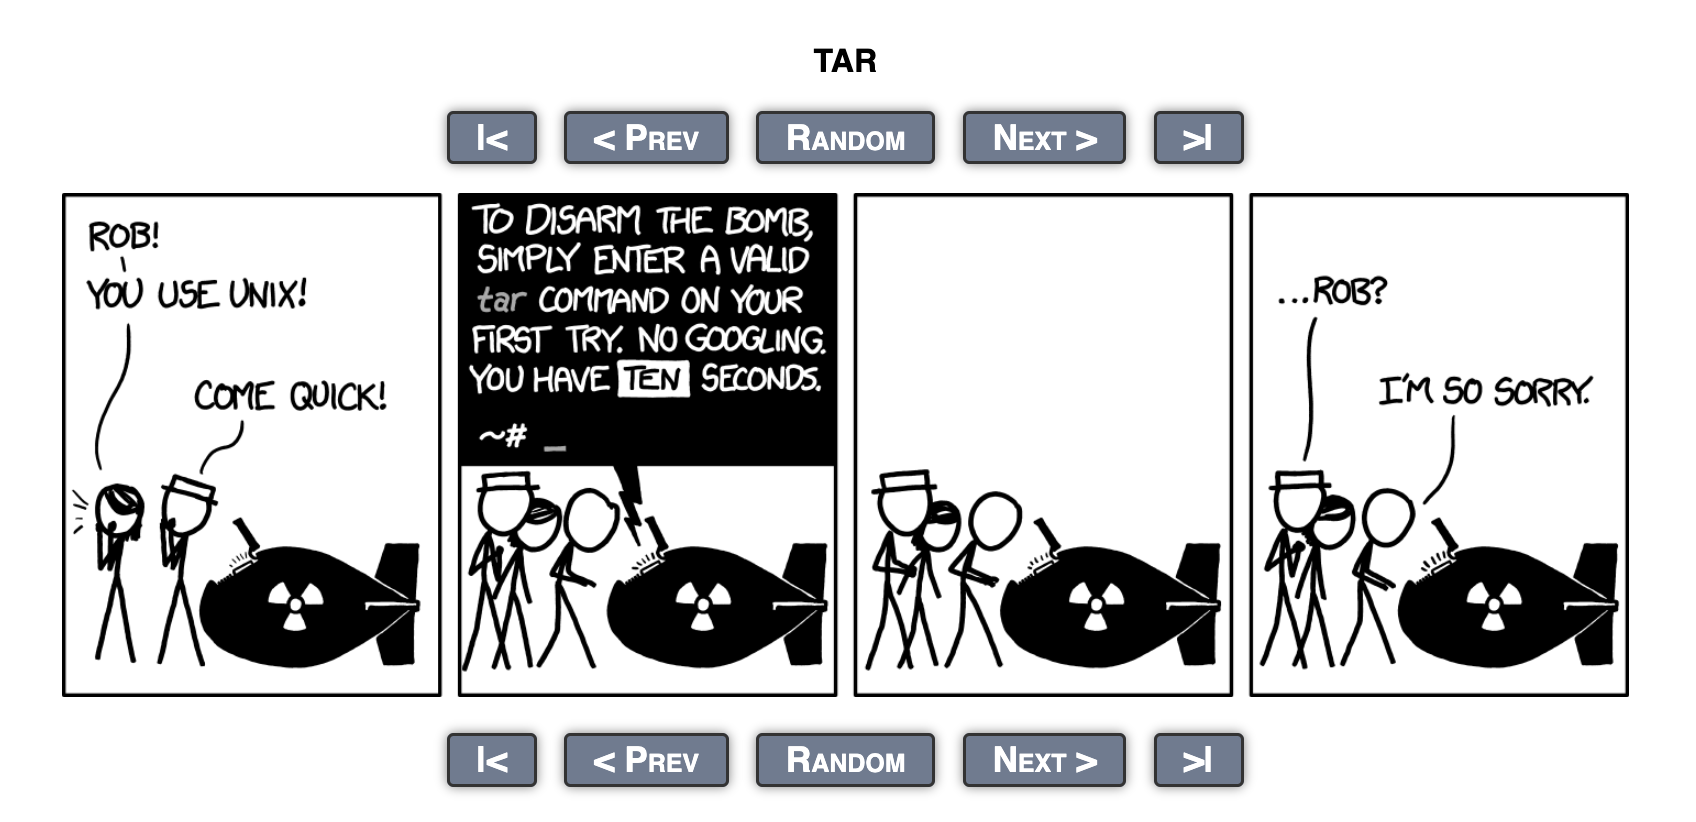 TAR
|< < PREV RANDOM NEXT > >|
ROB!
YOU USE UNIX!
COME QUICK!
TO DISARM THE BOMB,
SIMPLY ENTER A VALID
tar COMMAND ON YOUR
FIRST TRY. NO GOOGLING.
YOU HAVE TEN SECONDS.
~# _
...ROB?
I'M SO SORRY.
|< < PREV RANDOM NEXT > >|